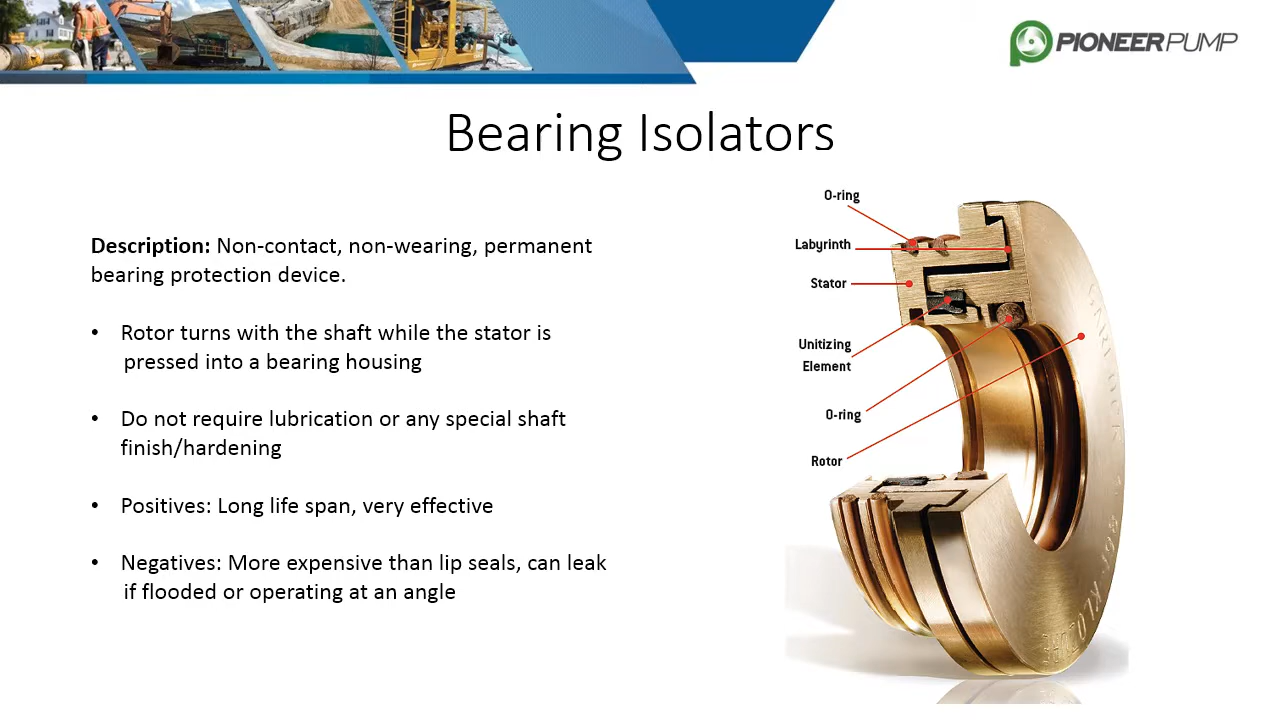 PIONEERPUMP
Bearing Isolators
Description: Non-contact, non-wearing, permanent
bearing protection device.
• Rotor turns with the shaft while the stator is
pressed into a bearing housing
• Do not require lubrication or any special shaft
finish/hardening
• Positives: Long life span, very effective
• Negatives: More expensive than lip seals, can leak
if flooded or operating at an angle
O-ring
Labyrinth
Stator
Unitizing
Element
O-ring
Rotor
GARLOCK